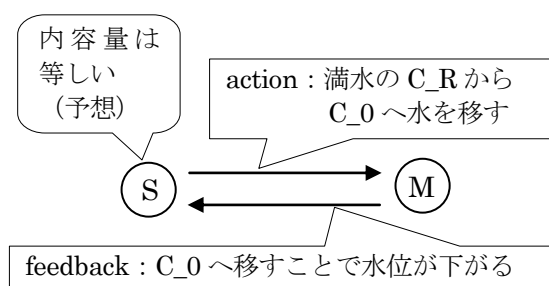 内容量は
等しい
（予想）
action：満水の C_R から
C_0 へ水を移す
S
M
feedback：C_0 へ移すことで水位が下がる